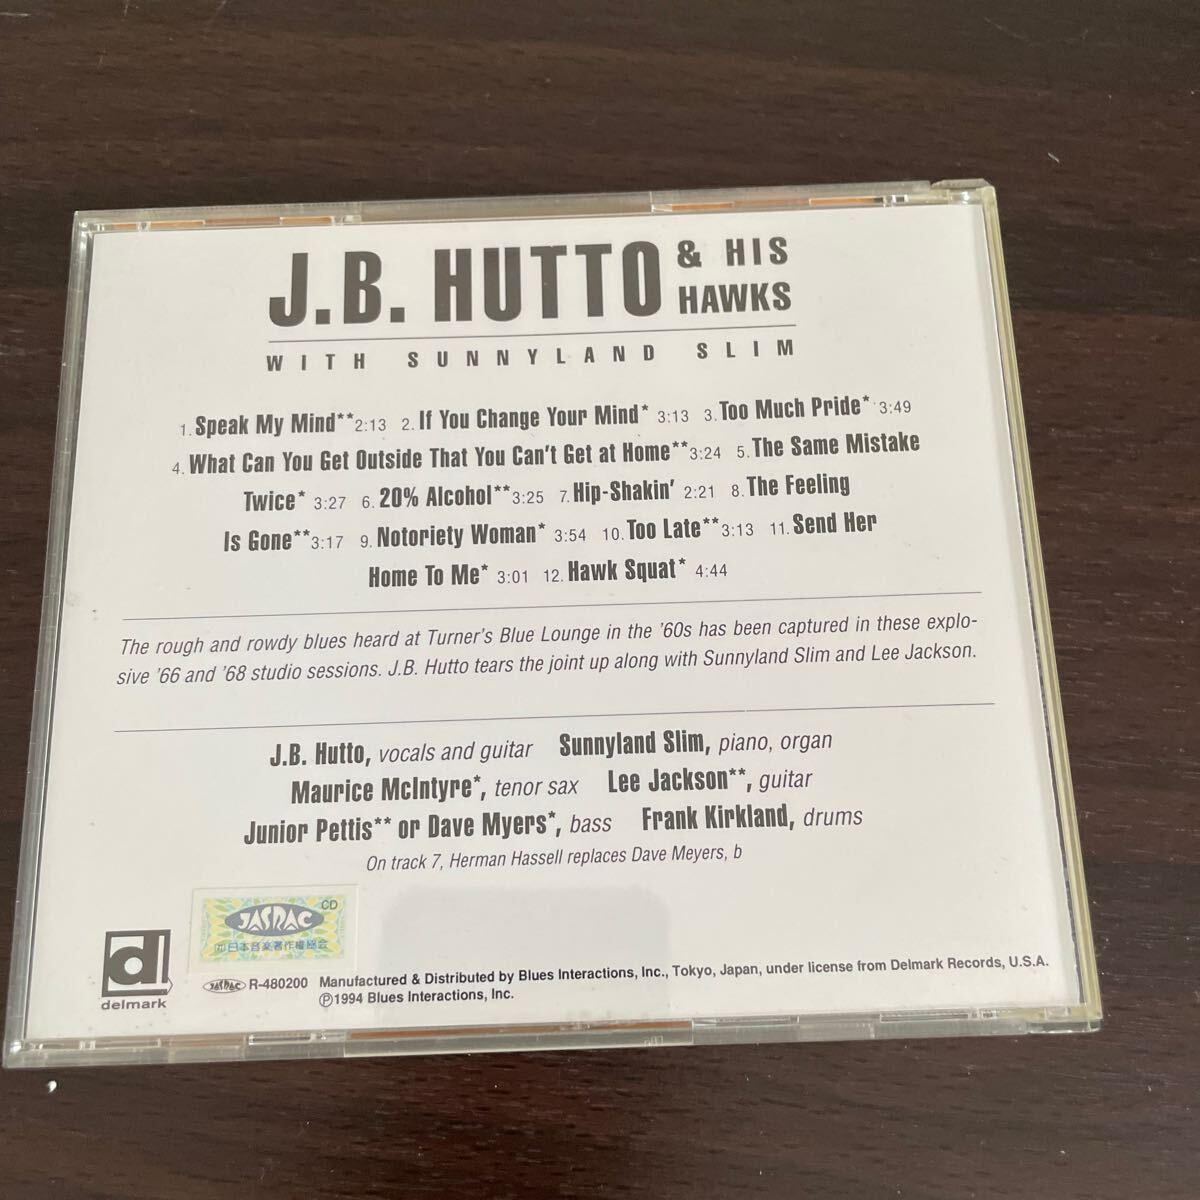 J.B. HUTTO & HIS HAWKS
WITH SUNNYLAND SLIM
1. Speak My Mind** 2:13 2. If You Change Your Mind* 3:13 3. Too Much Pride* 3:49
4. What Can You Get Outside That You Can't Get at Home** 3:24 5. The Same Mistake
Twice* 3:27 6. 20% Alcohol** 3:25 7. Hip-Shakin' 2:21 8. The Feeling
Is Gone** 3:17 9. Notoriety Woman* 3:54 10. Too Late** 3:13 11. Send Her
Home To Me* 3:01 12. Hawk Squat* 4:44
The rough and rowdy blues heard at Turner's Blue Lounge in the '60s has been captured in these explo-
sive '66 and '68 studio sessions. J.B. Hutto tears the joint up along with Sunnyland Slim and Lee Jackson.
J.B. Hutto, vocals and guitar Sunnyland Slim, piano, organ
Maurice McIntyre*, tenor sax Lee Jackson**, guitar
Junior Pettis** or Dave Myers*, bass Frank Kirkland, drums
On track 7, Herman Hassell replaces Dave Meyers, b
CD
JASRAC
(社)日本音楽著作権協会
d
delmark
JASRAC R-480200 Manufactured & Distributed by Blues Interactions, Inc., Tokyo, Japan, under license from Delmark Records, U.S.A.
Ⓟ1994 Blues Interactions, Inc.